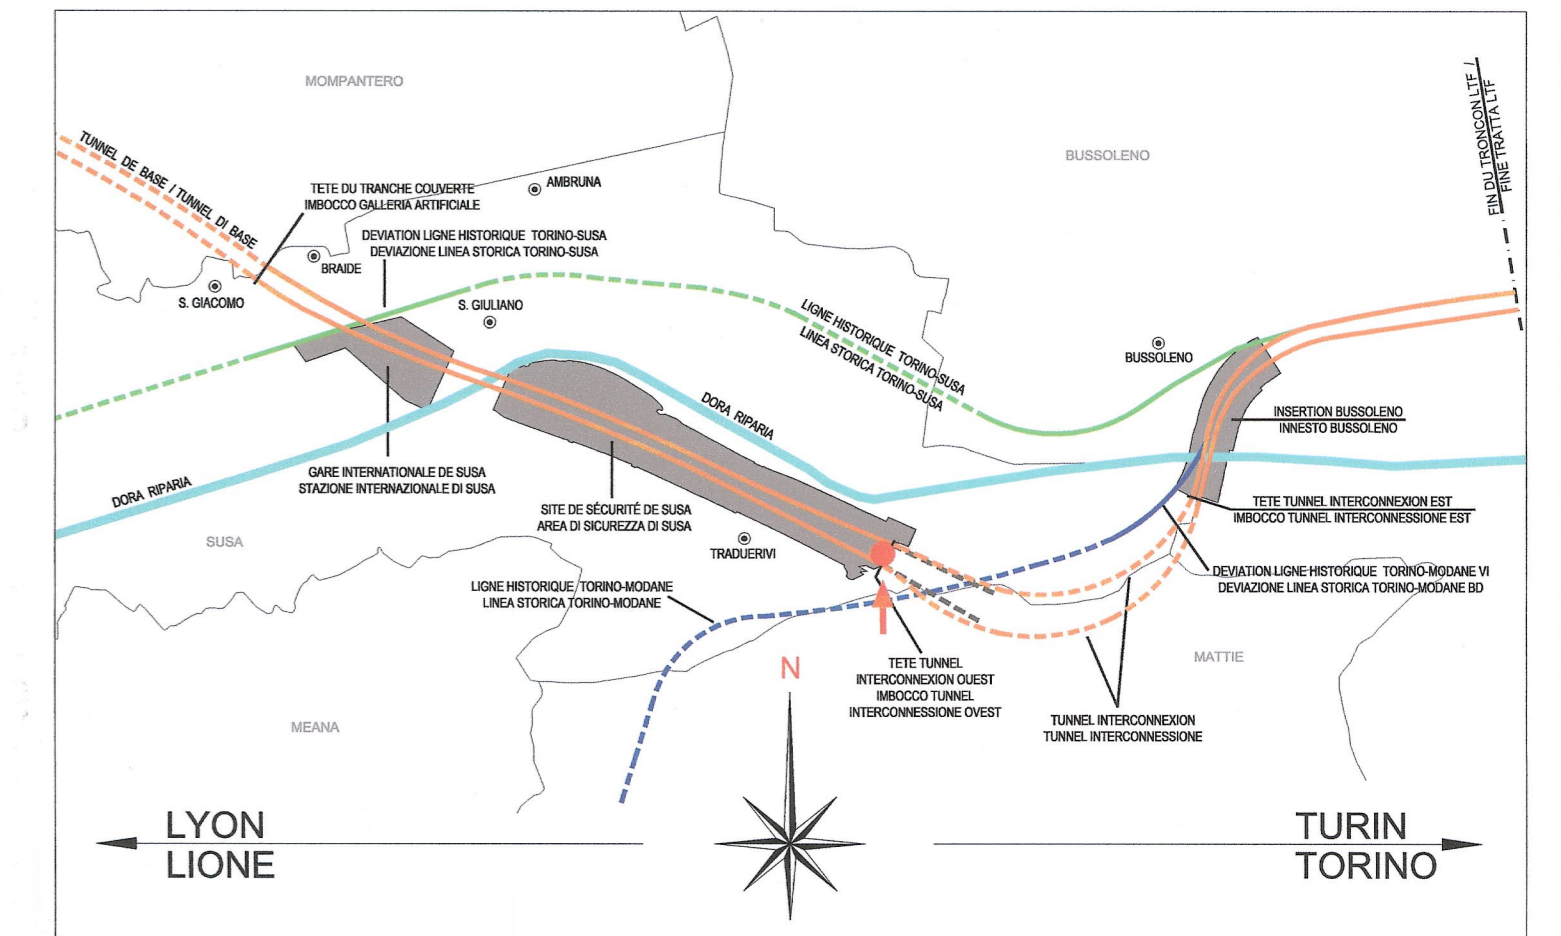 MOMPANTERO
BUSSOLENO
FIN DU TRONCON LTF /
FINE TRATTA LTF
TUNNEL DE BASE / TUNNEL DI BASE
TETE DU TRANCHE COUVERTE
IMBOCCO GALLERIA ARTIFICIALE
AMBRUNA
DEVIATION LIGNE HISTORIQUE TORINO-SUSA
DEVIAZIONE LINEA STORICA TORINO-SUSA
BRAIDE
S. GIACOMO
S. GIULIANO
LIGNE HISTORIQUE TORINO-SUSA
LINEA STORICA TORINO-SUSA
BUSSOLENO
DORA RIPARIA
INSERTION BUSSOLENO
INNESTO BUSSOLENO
GARE INTERNATIONALE DE SUSA
STAZIONE INTERNAZIONALE DI SUSA
DORA RIPARIA
SITE DE SÉCURITÉ DE SUSA
AREA DI SICUREZZA DI SUSA
TETE TUNNEL INTERCONNEXION EST
IMBOCCO TUNNEL INTERCONNESSIONE EST
SUSA
TRADUERIVI
LIGNE HISTORIQUE TORINO-MODANE
LINEA STORICA TORINO-MODANE
DEVIATION LIGNE HISTORIQUE TORINO-MODANE VI
DEVIAZIONE LINEA STORICA TORINO-MODANE BD
MATTIE
N
TETE TUNNEL
INTERCONNEXION OUEST
IMBOCCO TUNNEL
INTERCONNESSIONE OVEST
MEANA
TUNNEL INTERCONNEXION
TUNNEL INTERCONNESSIONE
LYON
LIONE
TURIN
TORINO